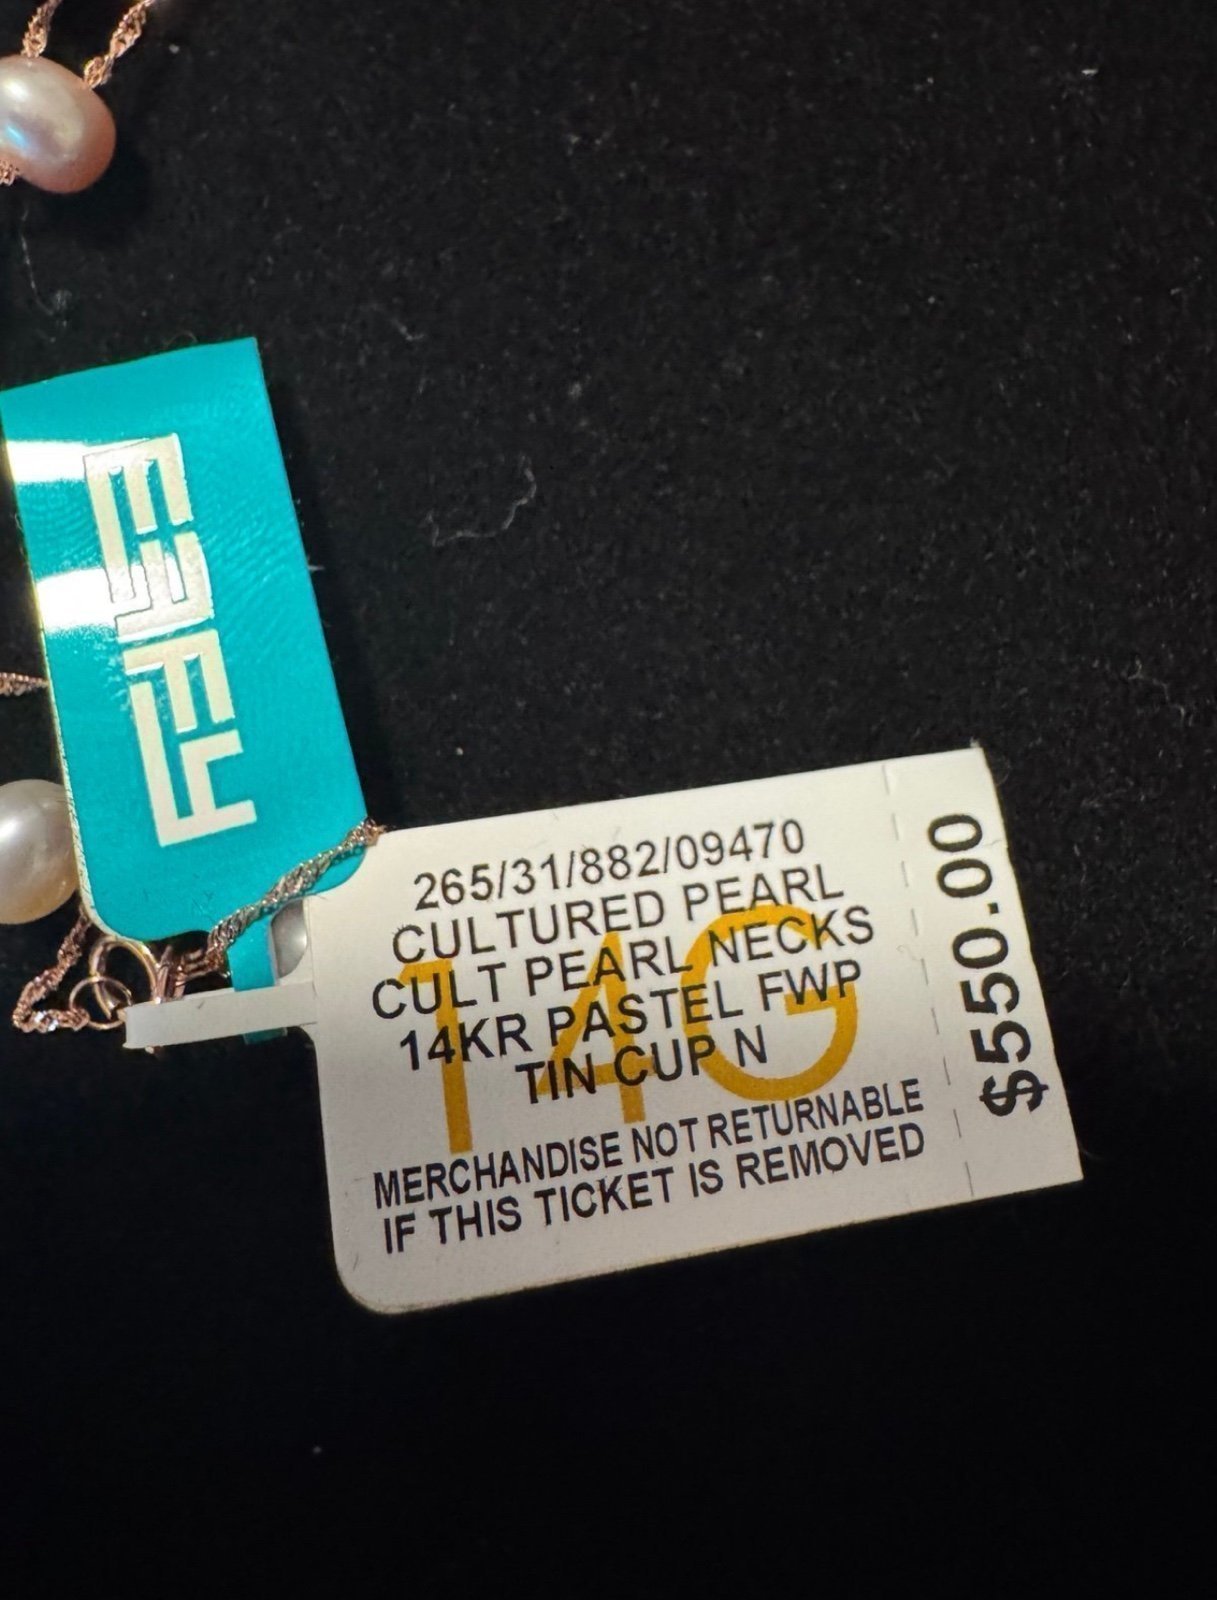 265/31/882/09470
CULTURED PEARL
CULT PEARL NECKS
14KR PASTEL FWP
TIN CUP N
14G
MERCHANDISE NOT RETURNABLE
IF THIS TICKET IS REMOVED
$550.00